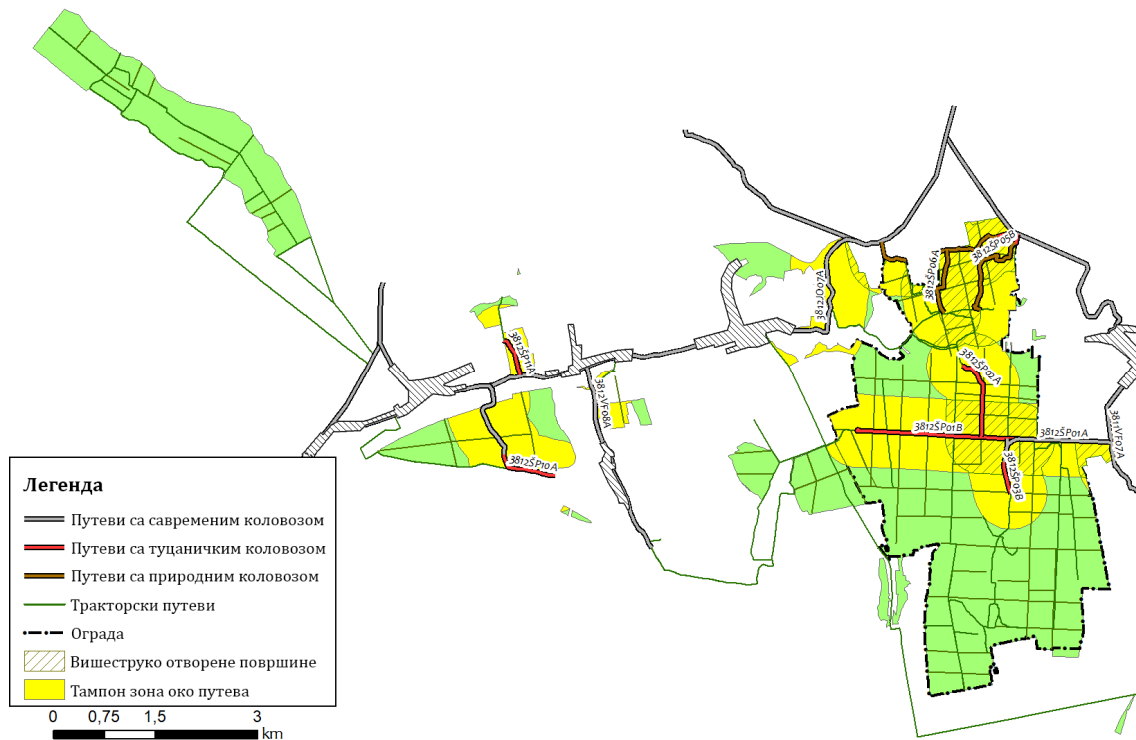 3812ŠP05B
3812ŠP06A
3812JO07A
3812ŠP11A
3812ŠP02A
3812VF08A
3812ŠP01B
3812ŠP01A
3811VF07A
3812ŠP10A
3812ŠP03B
Легенда
Путеви са савременим коловозом
Путеви са туцаничким коловозом
Путеви са природним коловозом
Тракторски путеви
Ограда
Вишеструко отворене површине
Тампон зона око путева
0 0,75 1,5 3
km